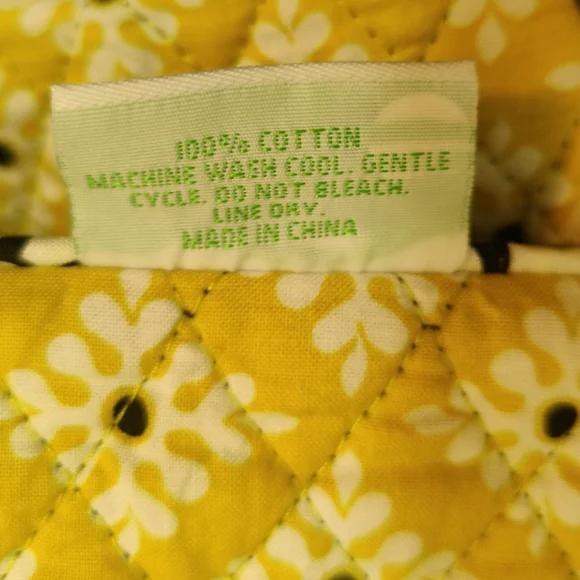 100% COTTON
MACHINE WASH COOL. GENTLE
CYCLE. DO NOT BLEACH.
LINE DRY.
MADE IN CHINA